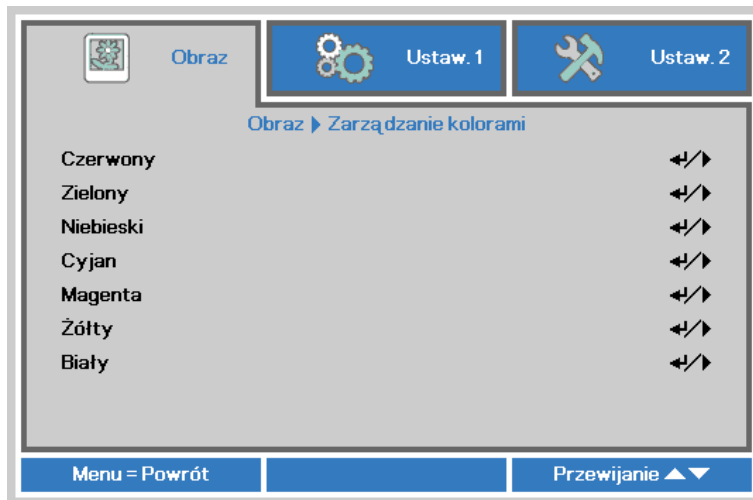 Obraz Ustaw. 1 Ustaw. 2
Obraz Zarządzanie kolorami
Czerwony
Zielony
Niebieski
Cyjan
Magenta
Żółty
Biały
Menu = Powrót Przewijanie